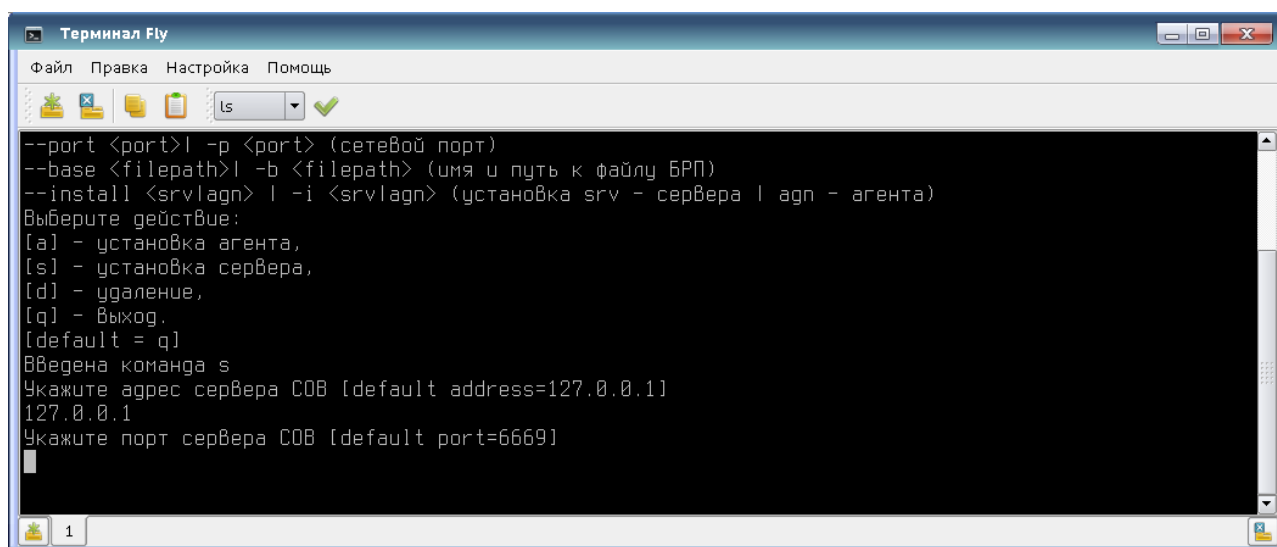 Терминал Fly
Файл Правка Настройка Помощь
ls
--port <port>| -p <port> (сетевой порт)
--base <filepath>| -b <filepath> (имя и путь к файлу БРП)
--install <srv|agn> | -i <srv|agn> (установка srv - сервера | agn - агента)
Выберите действие:
[a] - установка агента,
[s] - установка сервера,
[d] - удаление,
[q] - Выход.
[default = q]
Введена команда s
Укажите адрес сервера СОВ [default address=127.0.0.1]
127.0.0.1
Укажите порт сервера СОВ [default port=6669]
1